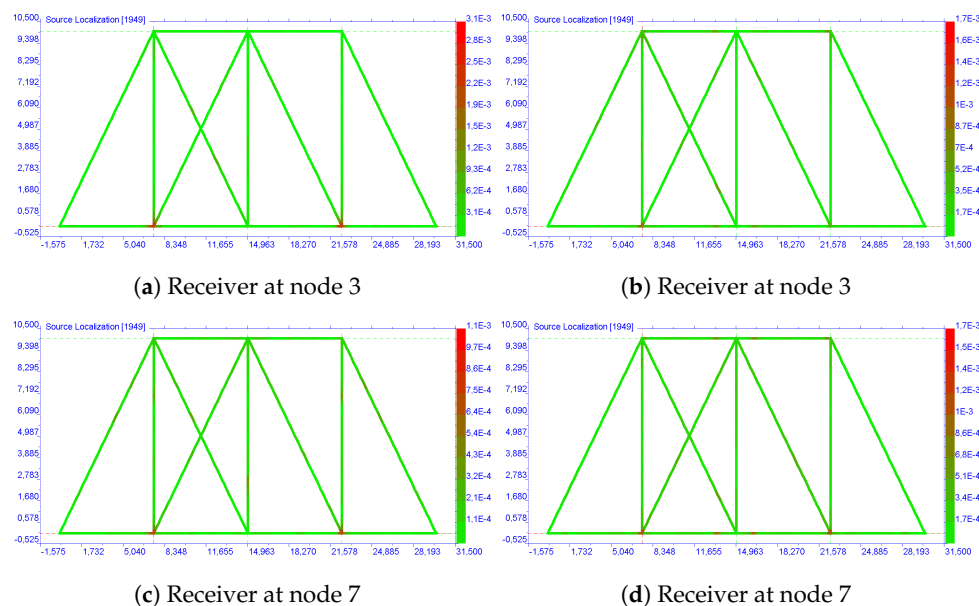 10,500 Source Localization [1949] 3,1E-3
9,398 2,8E-3
8,295 2,5E-3
7,192 2,2E-3
6,090 1,9E-3
4,987 1,6E-3
3,885 1,2E-3
2,783 9,3E-4
1,680 6,2E-4
0,578 3,1E-4
-0,525
-1,575 1,732 5,040 8,348 11,655 14,963 18,270 21,578 24,885 28,193 31,500
(a) Receiver at node 3
10,500 Source Localization [1949] 1,7E-3
9,398 1,6E-3
8,295 1,4E-3
7,192 1,2E-3
6,090 1E-3
4,987 8,7E-4
3,885 7E-4
2,783 5,2E-4
1,680 3,5E-4
0,578 1,7E-4
-0,525
-1,575 1,732 5,040 8,348 11,655 14,963 18,270 21,578 24,885 28,193 31,500
(b) Receiver at node 3
10,500 Source Localization [1949] 1,1E-3
9,398 9,7E-4
8,295 8,6E-4
7,192 7,5E-4
6,090 6,4E-4
4,987 5,4E-4
3,885 4,3E-4
2,783 3,2E-4
1,680 2,1E-4
0,578 1,1E-4
-0,525
-1,575 1,732 5,040 8,348 11,655 14,963 18,270 21,578 24,885 28,193 31,500
(c) Receiver at node 7
10,500 Source Localization [1949] 1,7E-3
9,398 1,5E-3
8,295 1,3E-3
7,192 1,2E-3
6,090 1E-3
4,987 8,4E-4
3,885 6,7E-4
2,783 5,1E-4
1,680 3,4E-4
0,578 1,7E-4
-0,525
-1,575 1,732 5,040 8,348 11,655 14,963 18,270 21,578 24,885 28,193 31,500
(d) Receiver at node 7